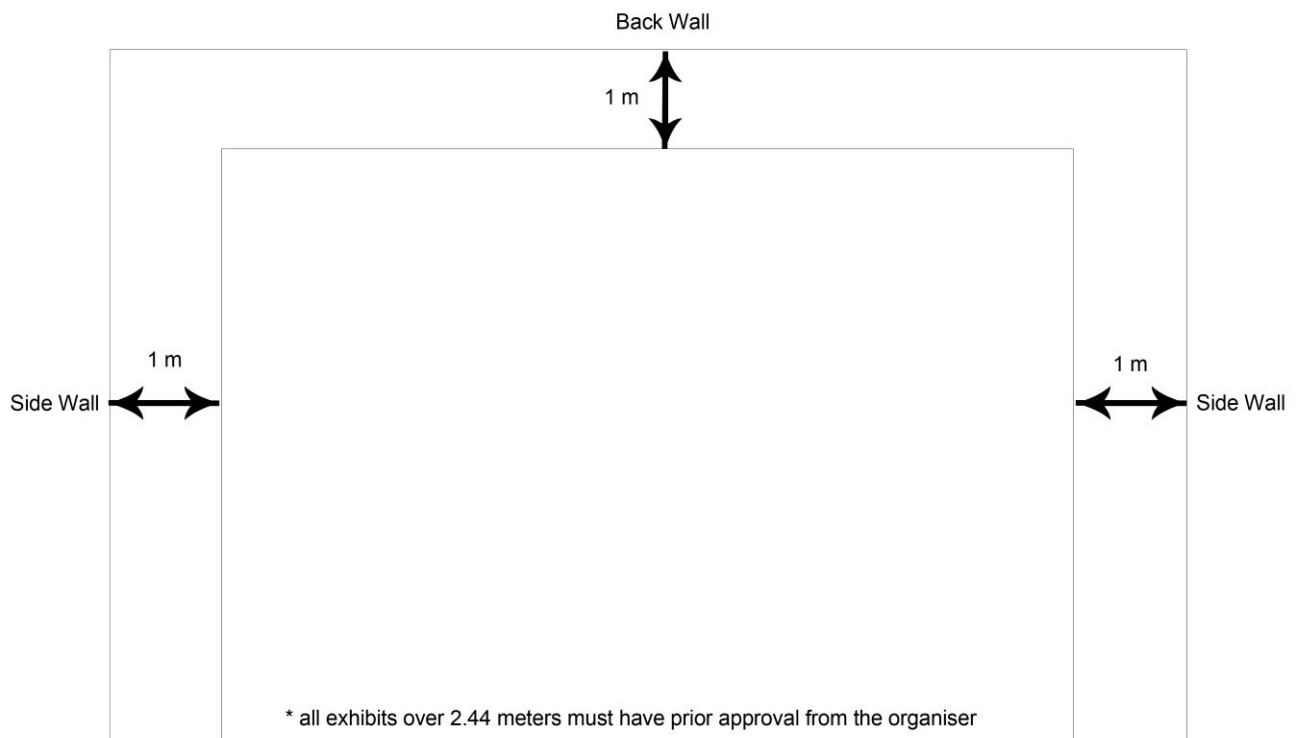 Back Wall
1 m
1 m
1 m
Side Wall
Side Wall
* all exhibits over 2.44 meters must have prior approval from the organiser